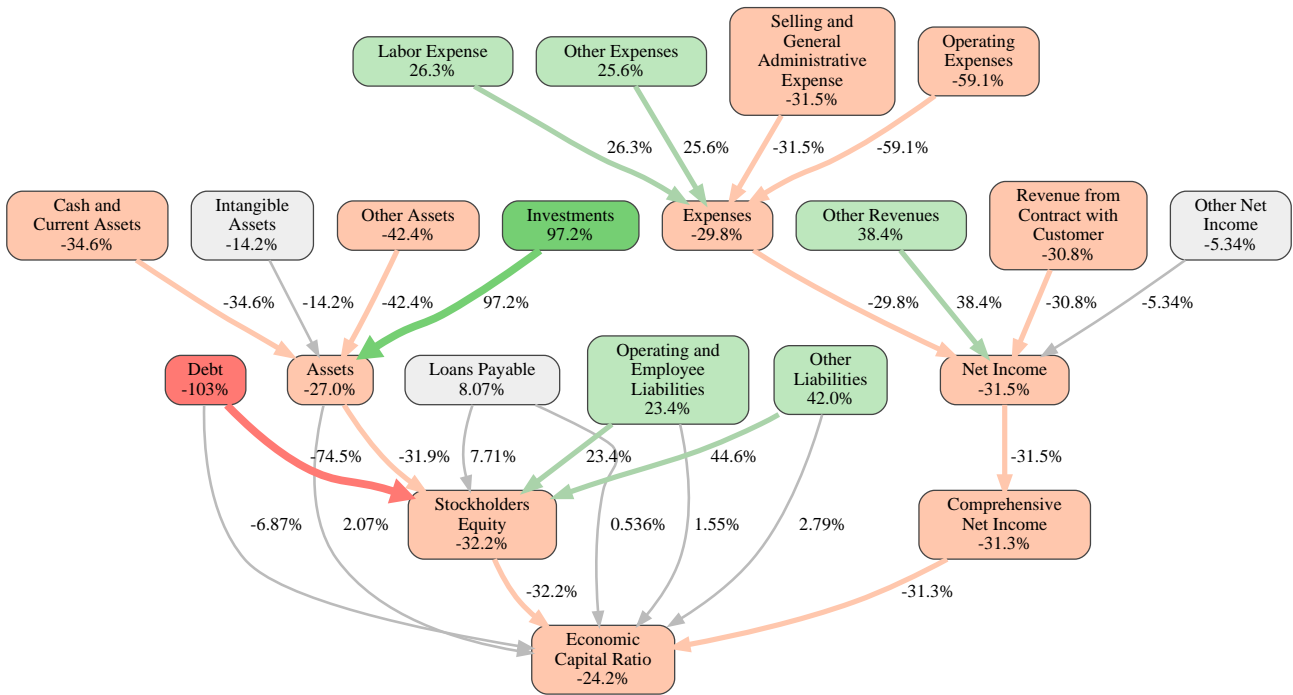 Labor Expense
26.3%
Other Expenses
25.6%
Selling and
General
Administrative
Expense
-31.5%
Operating
Expenses
-59.1%
26.3%
25.6%
-31.5%
-59.1%
Cash and
Current Assets
-34.6%
Intangible
Assets
-14.2%
Other Assets
-42.4%
Investments
97.2%
Expenses
-29.8%
Other Revenues
38.4%
Revenue from
Contract with
Customer
-30.8%
Other Net
Income
-5.34%
-34.6%
-14.2%
-42.4%
97.2%
-29.8%
38.4%
-30.8%
-5.34%
Debt
-103%
Assets
-27.0%
Loans Payable
8.07%
Operating and
Employee
Liabilities
23.4%
Other
Liabilities
42.0%
Net Income
-31.5%
-74.5%
-31.9%
7.71%
23.4%
44.6%
-31.5%
-6.87%
2.07%
Stockholders
Equity
-32.2%
0.536%
1.55%
2.79%
Comprehensive
Net Income
-31.3%
-32.2%
-31.3%
Economic
Capital Ratio
-24.2%